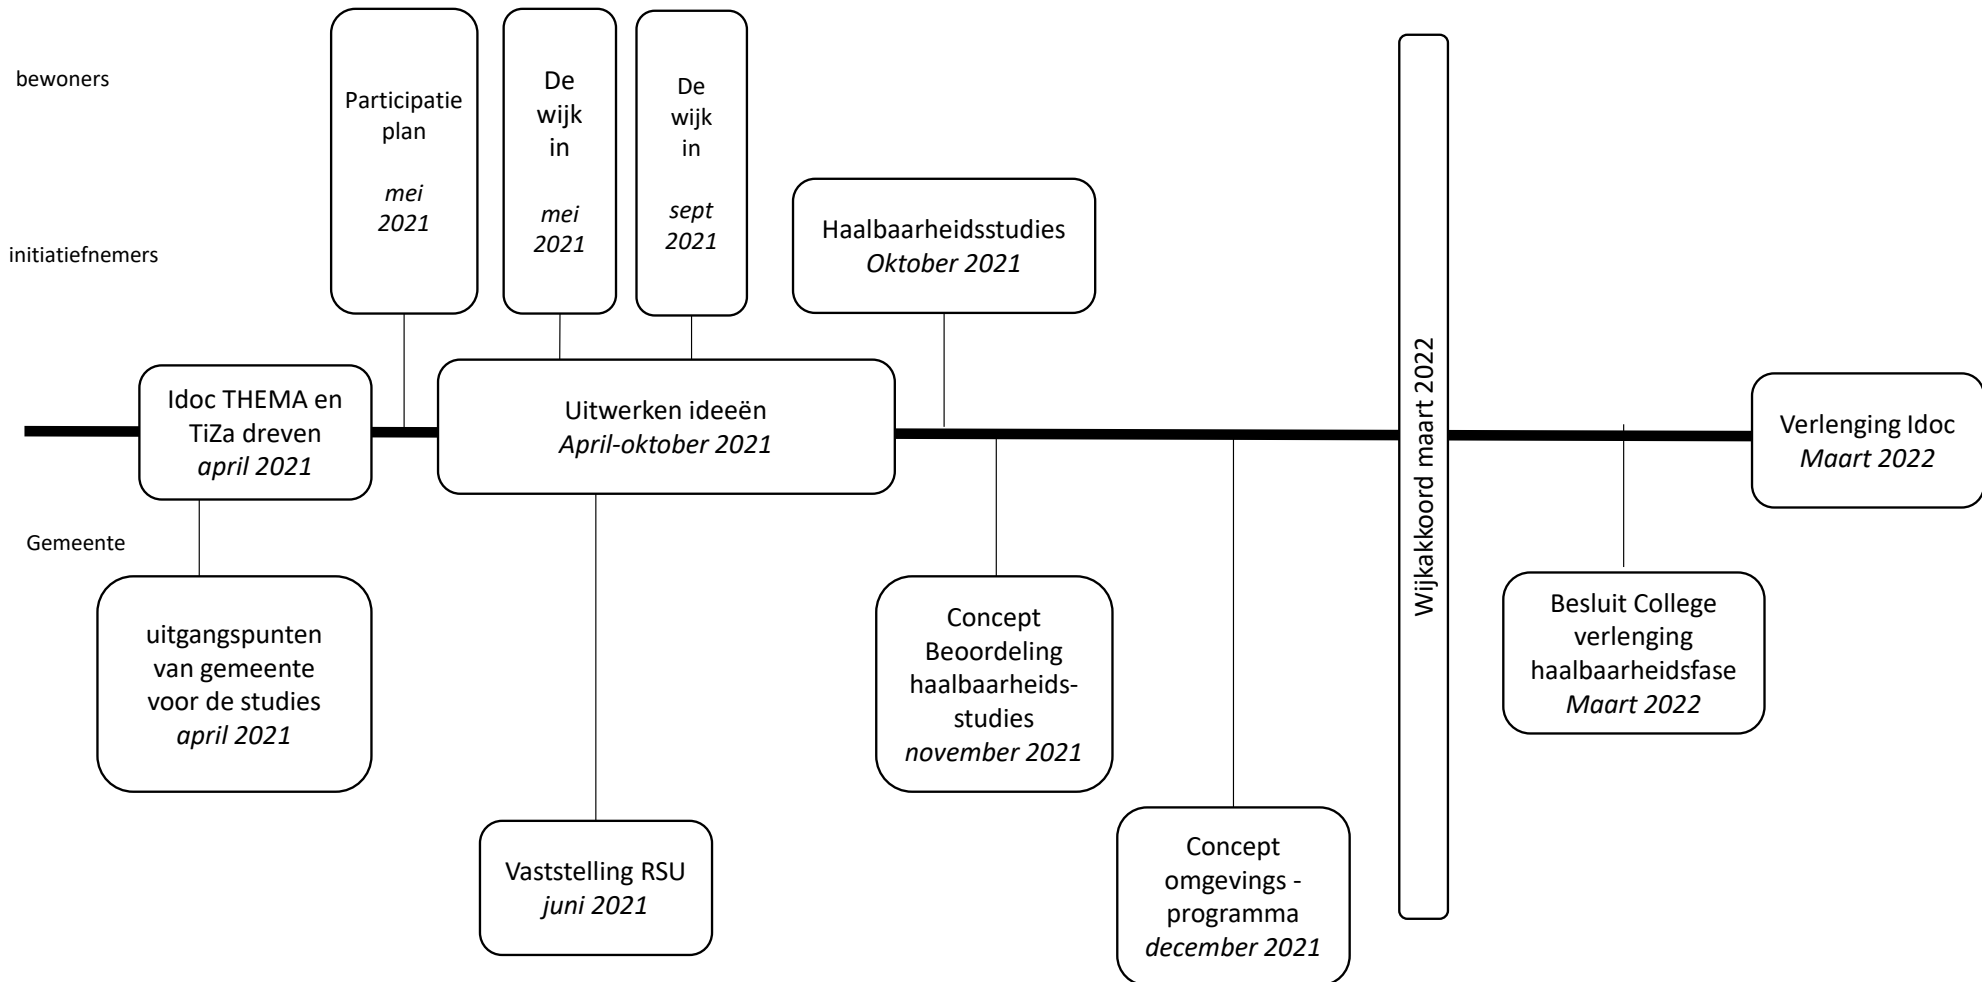 bewoners
initiatiefnemers
Gemeente
Participatie
plan
mei
2021
De
wijk
in
mei
2021
De
wijk
in
sept
2021
Haalbaarheidsstudies
Oktober 2021
Idoc THEMA en
TiZa dreven
april 2021
Uitwerken ideeën
April-oktober 2021
Wijkakkoord maart 2022
Verlenging Idoc
Maart 2022
uitgangspunten
van gemeente
voor de studies
april 2021
Vaststelling RSU
juni 2021
Concept
Beoordeling
haalbaarheids-
studies
november 2021
Concept
omgevings -
programma
december 2021
Besluit College
verlenging
haalbaarheidsfase
Maart 2022